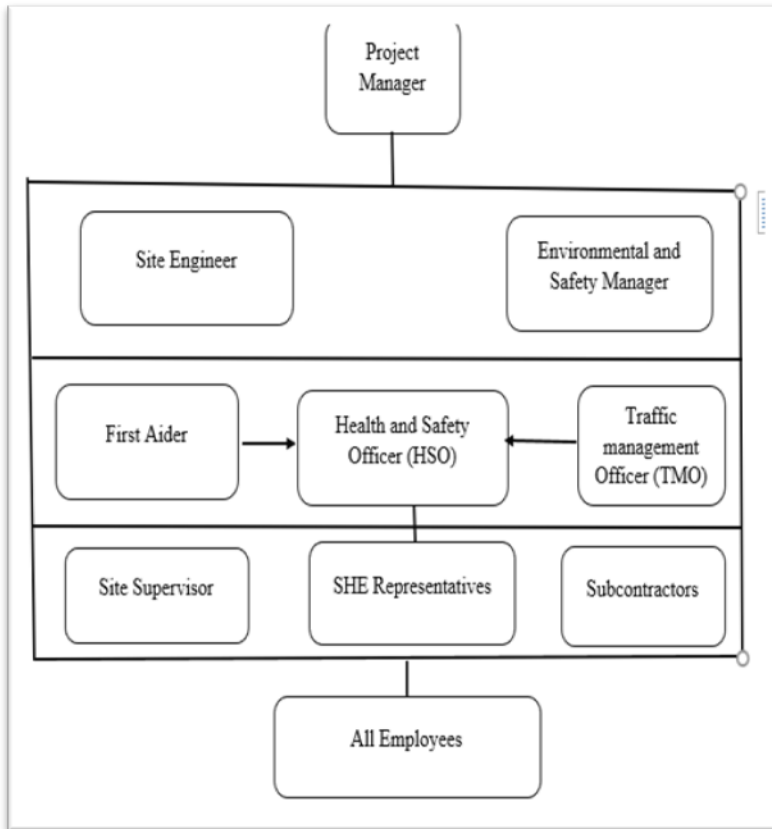 Project
Manager
Site Engineer
Environmental and
Safety Manager
First Aider
Health and Safety
Officer (HSO)
Traffic
management
Officer (TMO)
Site Supervisor
SHE Representatives
Subcontractors
All Employees